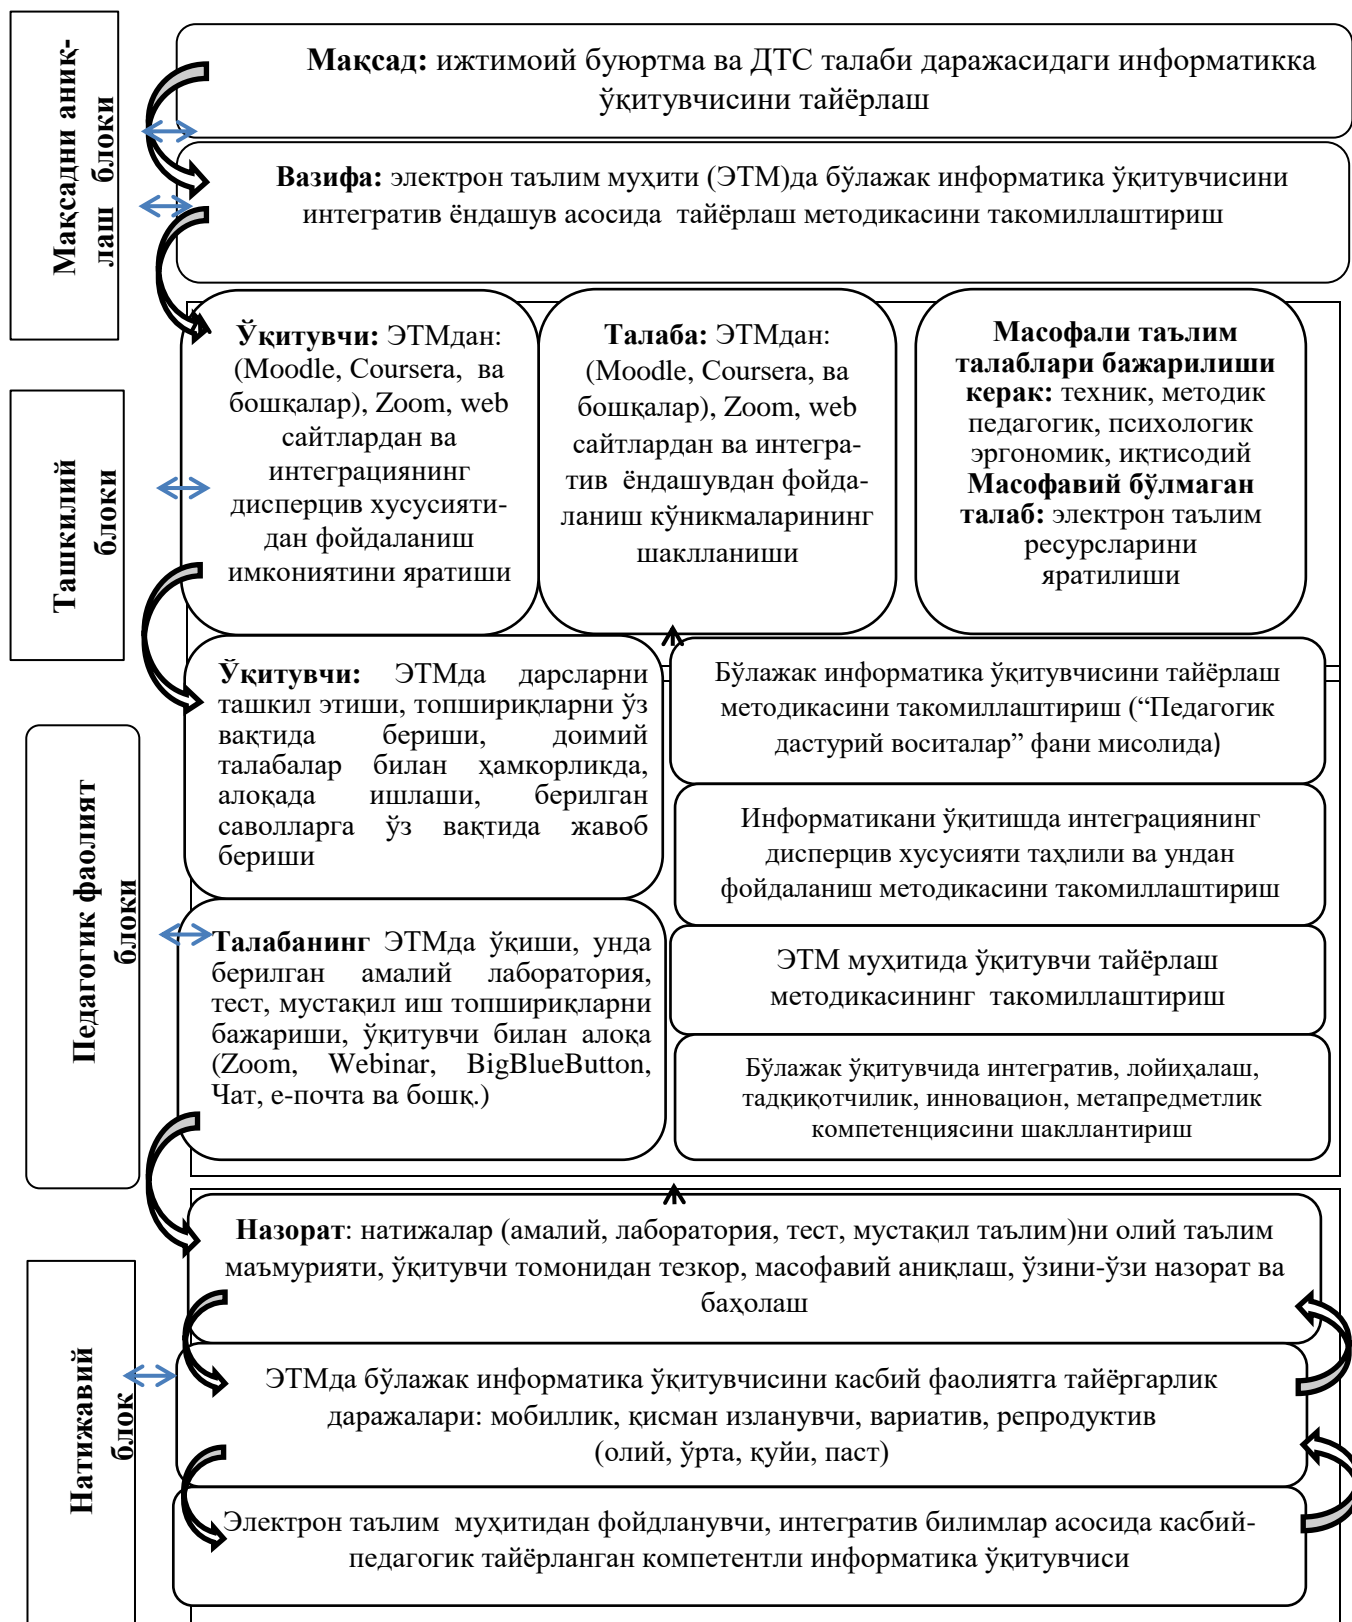 Мақсадни аниқ-
лаш блоки
Мақсад: ижтимоий буюртма ва ДТС талаби даражасидаги информатикка
ўқитувчисини тайёрлаш
Вазифа: электрон таълим муҳити (ЭТМ)да бўлажак информатика ўқитувчисини
интегратив ёндашув асосида тайёрлаш методикасини такомиллаштириш
Ташкилий
блоки
Ўқитувчи: ЭТМдан:
(Moodle, Coursera, ва
бошқалар), Zoom, web
сайтлардан ва
интеграциянинг
дисперцив хусусияти-
дан фойдаланиш
имкониятини яратиши
Талаба: ЭТМдан:
(Moodle, Coursera, ва
бошқалар), Zoom, web
сайтлардан ва интегра-
тив ёндашувдан фойда-
ланиш кўникмаларининг
шаклланиши
Масофали таълим
талаблари бажарилиши
керак: техник, методик
педагогик, психологик
эргономик, иқтисодий
Масофавий бўлмаган
талаб: электрон таълим
ресурсларини
яратилиши
Педагогик фаолият
блоки
Ўқитувчи: ЭТМда дарсларни
ташкил этиши, топшириқларни ўз
вақтида бериши, доимий
талабалар билан ҳамкорликда,
алоқада ишлаши, берилган
саволларга ўз вақтида жавоб
бериши
Талабанинг ЭТМда ўқиши, унда
берилган амалий лаборатория,
тест, мустақил иш топшириқларни
бажариши, ўқитувчи билан алоқа
(Zoom, Webinar, BigBlueButton,
Чат, е-почта ва бошқ.)
Бўлажак информатика ўқитувчисини тайёрлаш
методикасини такомиллаштириш (“Педагогик
дастурий воситалар” фани мисолида)
Информатикани ўқитишда интеграциянинг
дисперцив хусусияти таҳлили ва ундан
фойдаланиш методикасини такомиллаштириш
ЭТМ муҳитида ўқитувчи тайёрлаш
методикасининг такомиллаштириш
Бўлажак ўқитувчида интегратив, лойиҳалаш,
тадқиқотчилик, инновацион, метапредметлик
компетенциясини шакллантириш
Натижавий
блок
Назорат: натижалар (амалий, лаборатория, тест, мустақил таълим)ни олий таълим
маъмурияти, ўқитувчи томонидан тезкор, масофавий аниқлаш, ўзини-ўзи назорат ва
баҳолаш
ЭТМда бўлажак информатика ўқитувчисини касбий фаолиятга тайёргарлик
даражалари: мобиллик, қисман изланувчи, вариатив, репродуктив
(олий, ўрта, қуйи, паст)
Электрон таълим муҳитидан фойдланувчи, интегратив билимлар асосида касбий-
педагогик тайёрланган компетентли информатика ўқитувчиси